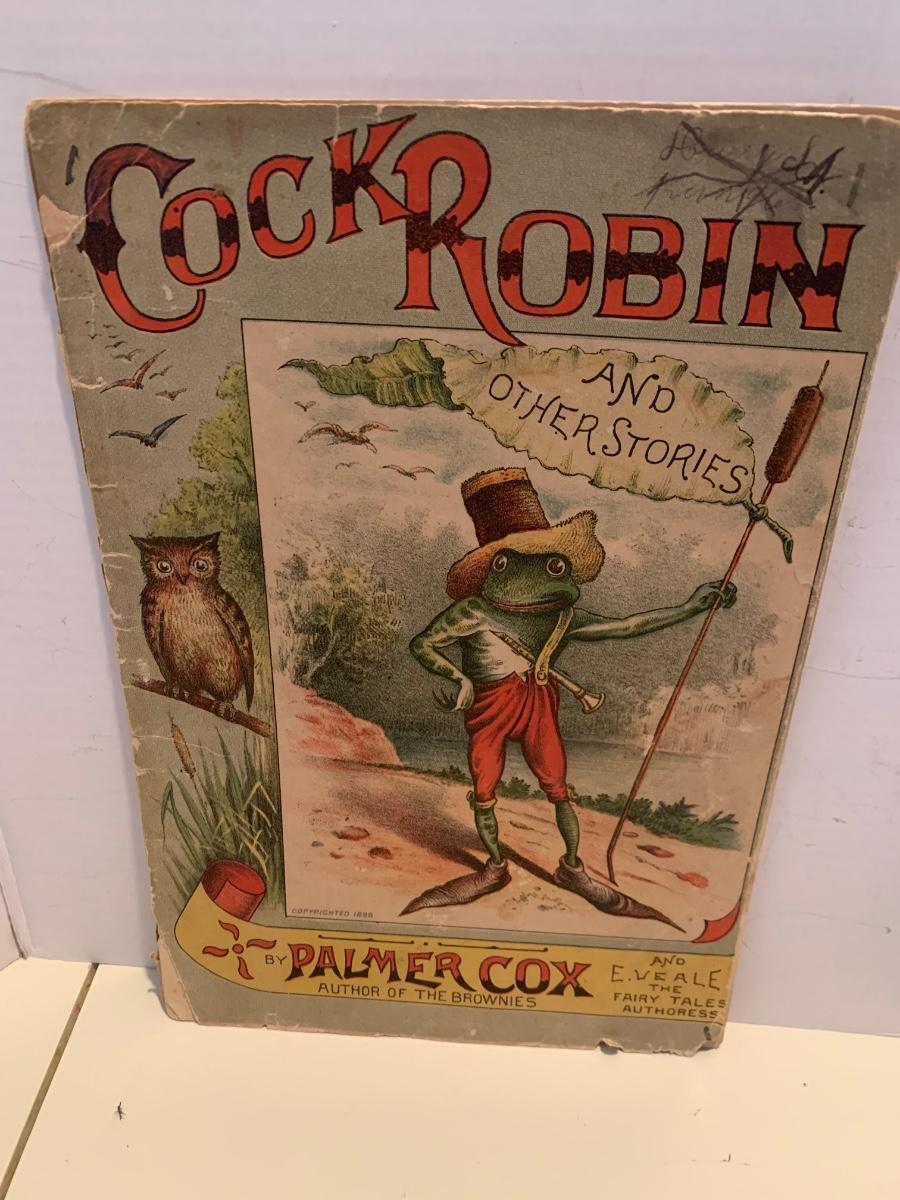 COCK ROBIN
AND
OTHER STORIES
COPYRIGHTED 1896
BY PALMER COX
AUTHOR OF THE BROWNIES
AND
E. VEALE
THE
FAIRY TALES
AUTHORESS